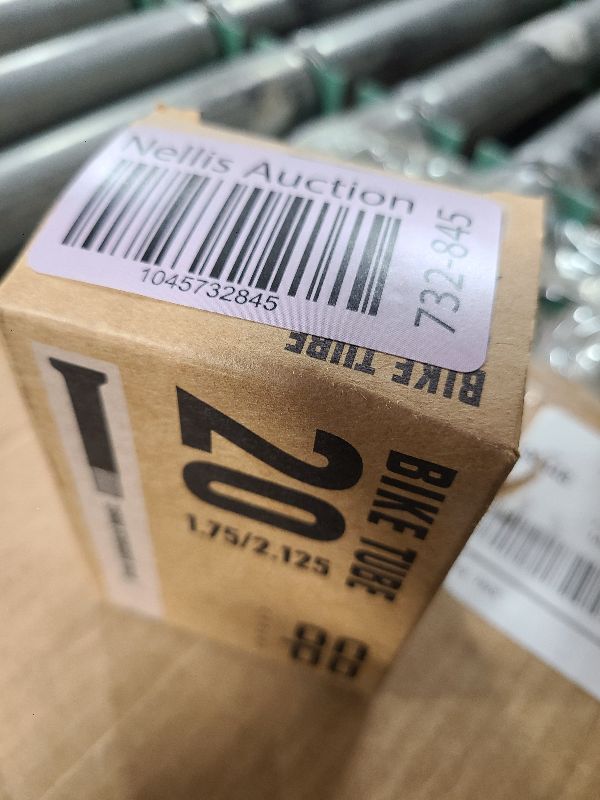 Nellis Auction
1045732845
732-845
BIKE TUBE
BIKE TUBE
20
1.75/2.125